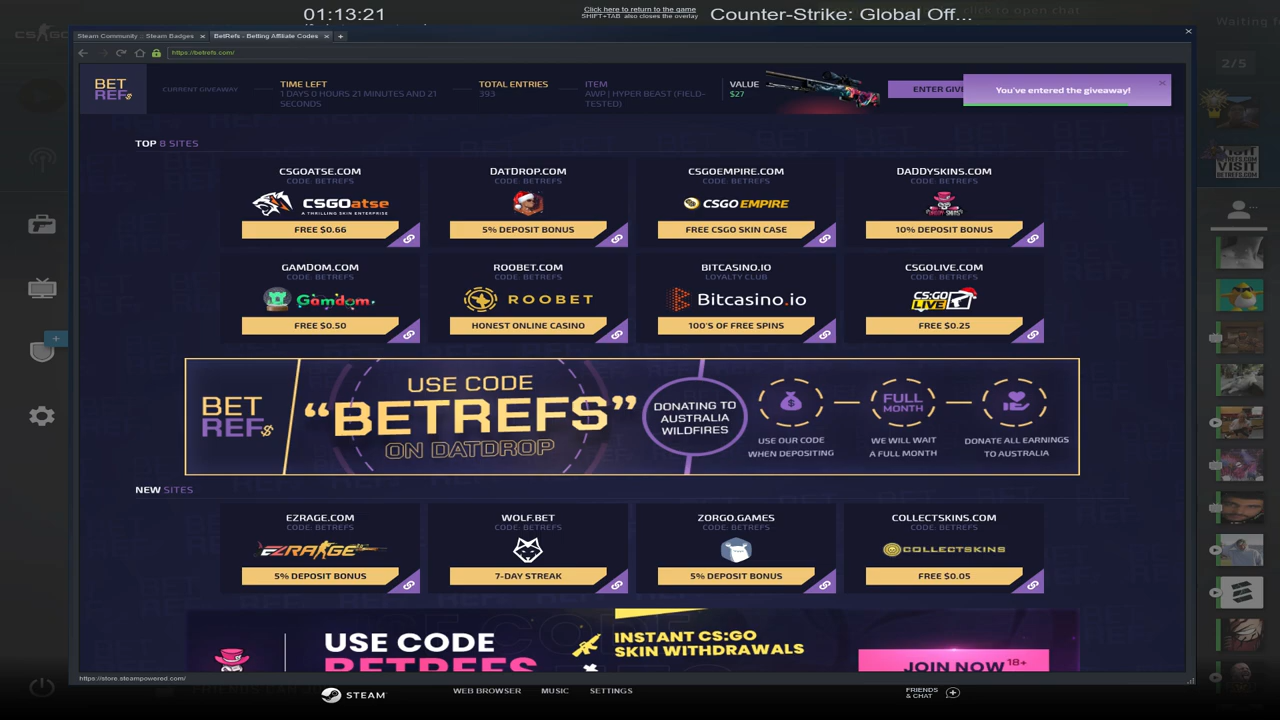 01:13:21
Click here to return to the game
SHIFT+TAB also closes the overlay
Counter-Strike: Global Off...
Steam Community :: Steam Badges
BetRefs - Betting Affiliate Codes
https://betrefs.com/
2/5
BET
REFS
CURRENT GIVEAWAY
TIME LEFT
1 DAYS 0 HOURS 21 MINUTES AND 21
SECONDS
TOTAL ENTRIES
393
ITEM
AWP | HYPER BEAST (FIELD-
TESTED)
VALUE
$27
ENTER GIV
You've entered the giveaway!
TOP 8 SITES
CSGOATSE.COM
CODE: BETREFS
CSGOatse
A THRILLING SKIN ENTERPRISE
FREE $0.66
DATDROP.COM
CODE: BETREFS
5% DEPOSIT BONUS
CSGOEMPIRE.COM
CODE: BETREFS
CSGO EMPIRE
FREE CSGO SKIN CASE
DADDYSKINS.COM
CODE: BETREFS
10% DEPOSIT BONUS
VISIT
BETREFS.COM
GAMDOM.COM
CODE: BETREFS
Gamdom.
FREE $0.50
ROOBET.COM
CODE: BETREFS
ROOBET
HONEST ONLINE CASINO
BITCASINO.IO
LOYALTY CLUB
Bitcasino.io
100'S OF FREE SPINS
CSGOLIVE.COM
CODE: BETREFS
CS:GO
LIVE
FREE $0.25
BET
REFS
USE CODE
“BETREFS”
ON DATDROP
DONATING TO
AUSTRALIA
WILDFIRES
USE OUR CODE
WHEN DEPOSITING
FULL
MONTH
WE WILL WAIT
A FULL MONTH
DONATE ALL EARNINGS
TO AUSTRALIA
NEW SITES
EZRAGE.COM
CODE: BETREFS
EZRAGE
5% DEPOSIT BONUS
WOLF.BET
CODE: BETREFS
7-DAY STREAK
ZORGO.GAMES
CODE: BETREFS
5% DEPOSIT BONUS
COLLECTSKINS.COM
CODE: BETREFS
COLLECTSKINS
FREE $0.05
USE CODE
BETREFS
INSTANT CS:GO
SKIN WITHDRAWALS
JOIN NOW 18+
https://store.steampowered.com/
STEAM
WEB BROWSER
MUSIC
SETTINGS
FRIENDS
& CHAT